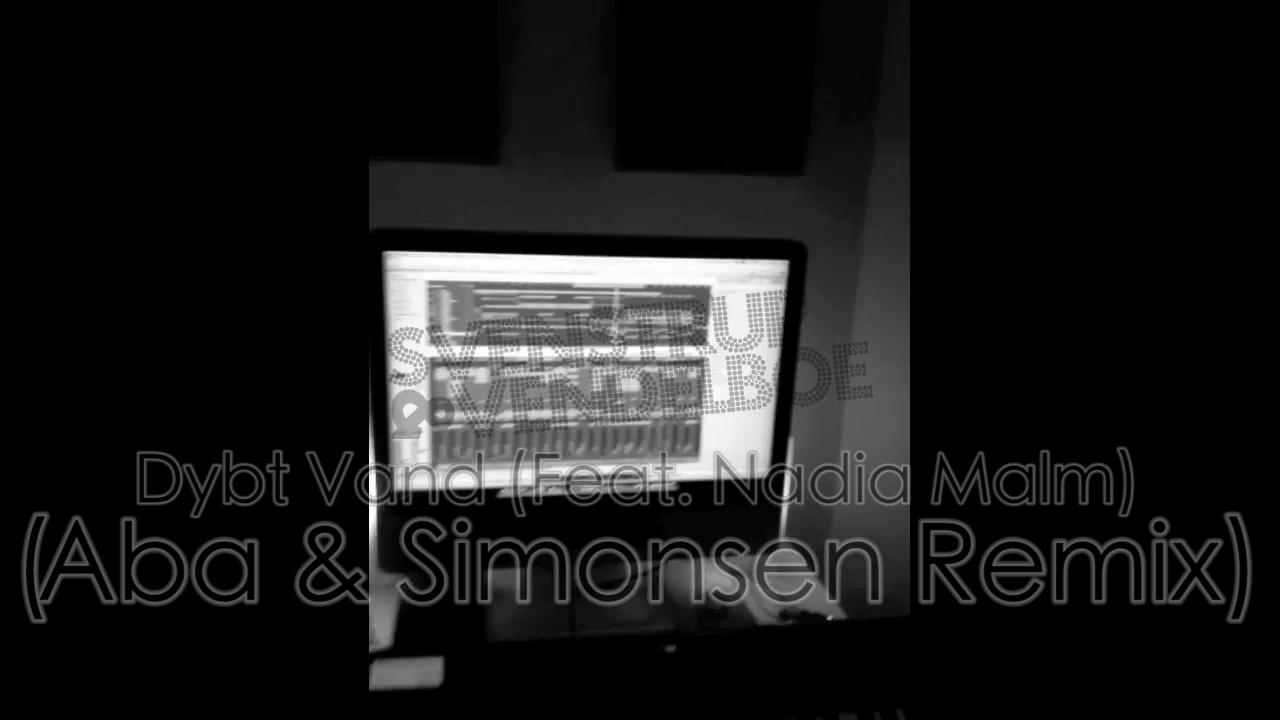 SVENSTRUP
& VENDELBOE
Dybt Vand (Feat. Nadia Malm)
(Aba & Simonsen Remix)